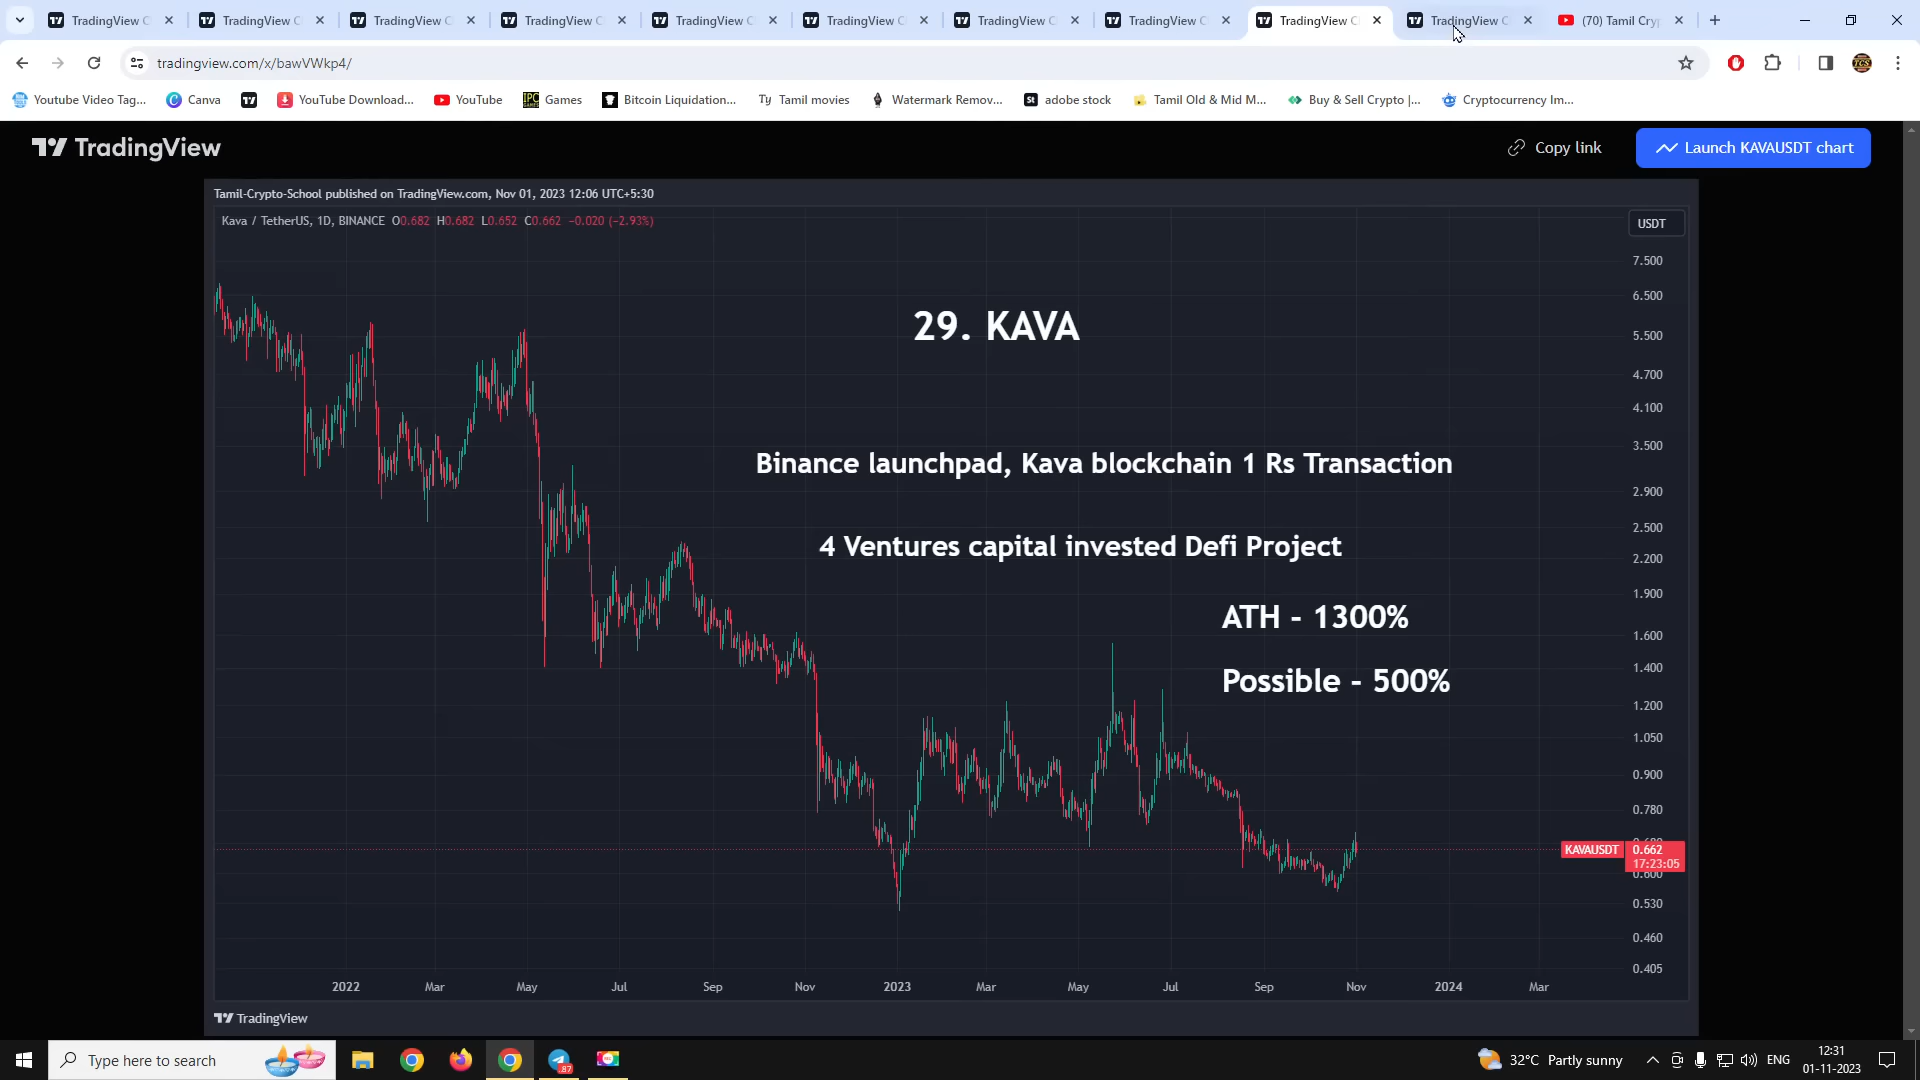 TradingView C
TradingView C
TradingView C
TradingView C
TradingView C
TradingView C
TradingView C
TradingView C
TradingView C
TradingView C
(70) Tamil Cry
tradingview.com/x/bawVWkp4/
Youtube Video Tag...
Canva
YouTube Download...
YouTube
Games
Bitcoin Liquidation...
Tamil movies
Watermark Remov...
adobe stock
Tamil Old & Mid M...
Buy & Sell Crypto |...
Cryptocurrency Im...
TradingView
Copy link
Launch KAVAUSDT chart
Tamil-Crypto-School published on TradingView.com, Nov 01, 2023 12:06 UTC+5:30
Kava / TetherUS, 1D, BINANCE O0.682 H0.682 L0.652 C0.662 −0.020 (−2.93%)
USDT
7.500
6.500
5.500
4.700
4.100
3.500
2.900
2.500
2.200
1.900
1.600
1.400
1.200
1.050
0.900
0.780
29. KAVA
Binance launchpad, Kava blockchain 1 Rs Transaction
4 Ventures capital invested Defi Project
ATH - 1300%
Possible - 500%
KAVAUSDT
0.662
17:23:05
0.600
0.530
0.460
0.405
2022 Mar May Jul Sep Nov 2023 Mar May Jul Sep Nov 2024 Mar
TradingView
Type here to search
87
32°C Partly sunny
ENG
12:31
01-11-2023